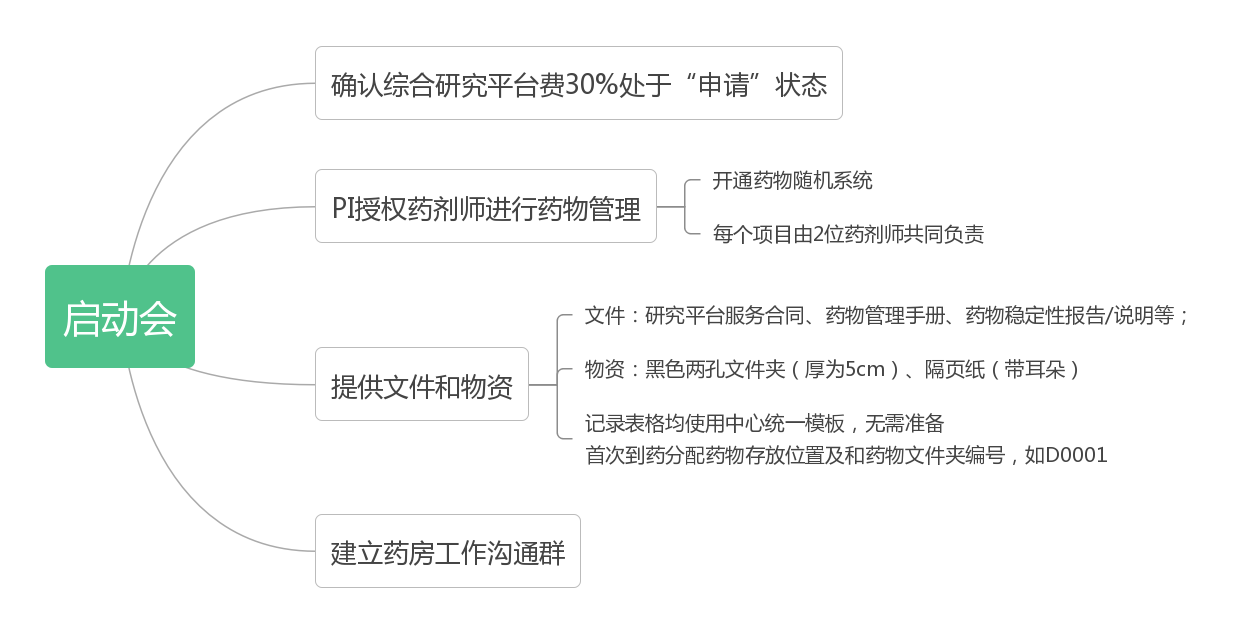 确认综合研究平台费30%处于“申请”状态
PI授权药剂师进行药物管理
开通药物随机系统
每个项目由2位药剂师共同负责
启动会
提供文件和物资
文件：研究平台服务合同、药物管理手册、药物稳定性报告/说明等；
物资：黑色两孔文件夹（厚为5cm）、隔页纸（带耳朵）
记录表格均使用中心统一模板，无需准备
首次到药分配药物存放位置及和药物文件夹编号，如D0001
建立药房工作沟通群